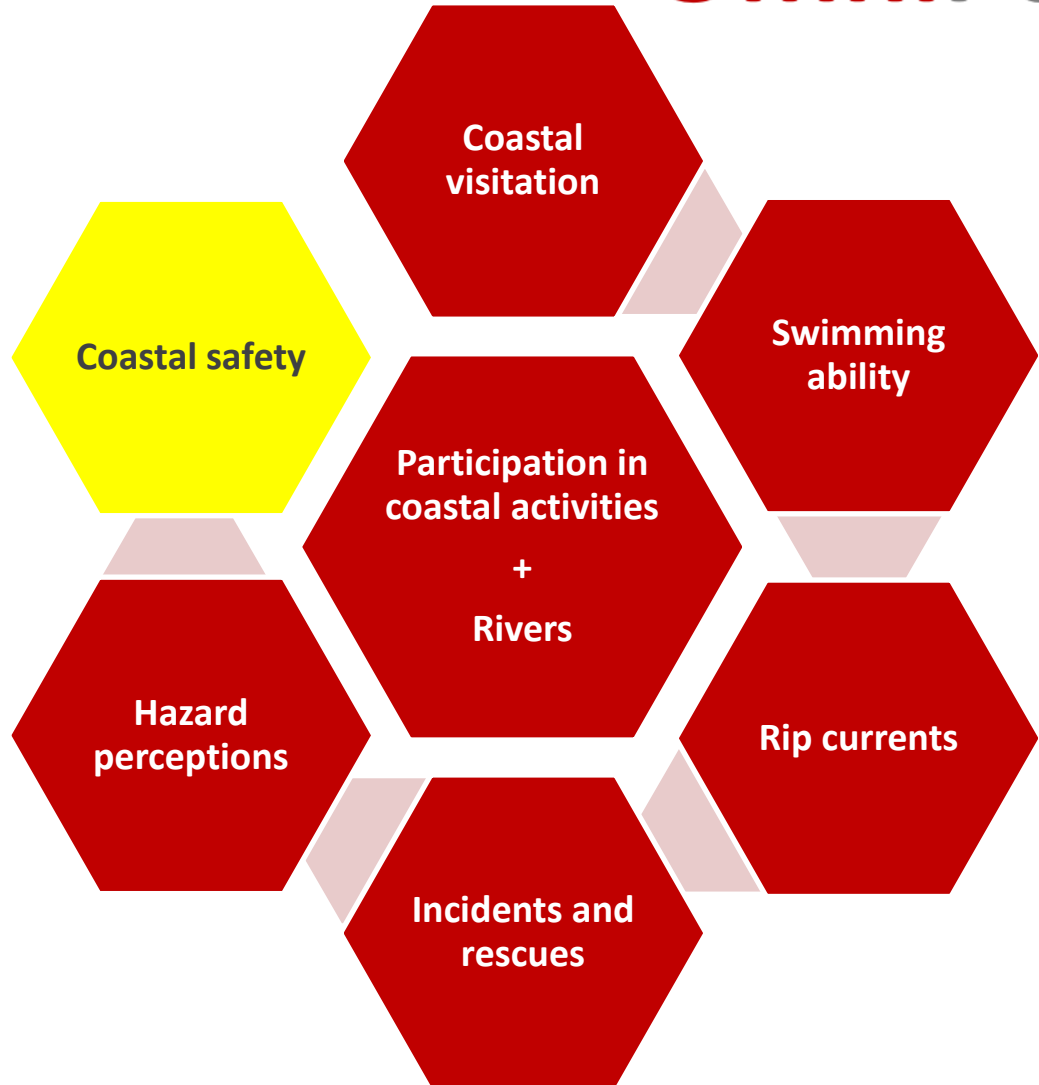 Coastal
visitation
Coastal safety
Swimming
ability
Participation in
coastal activities
+
Rivers
Hazard
perceptions
Rip currents
Incidents and
rescues